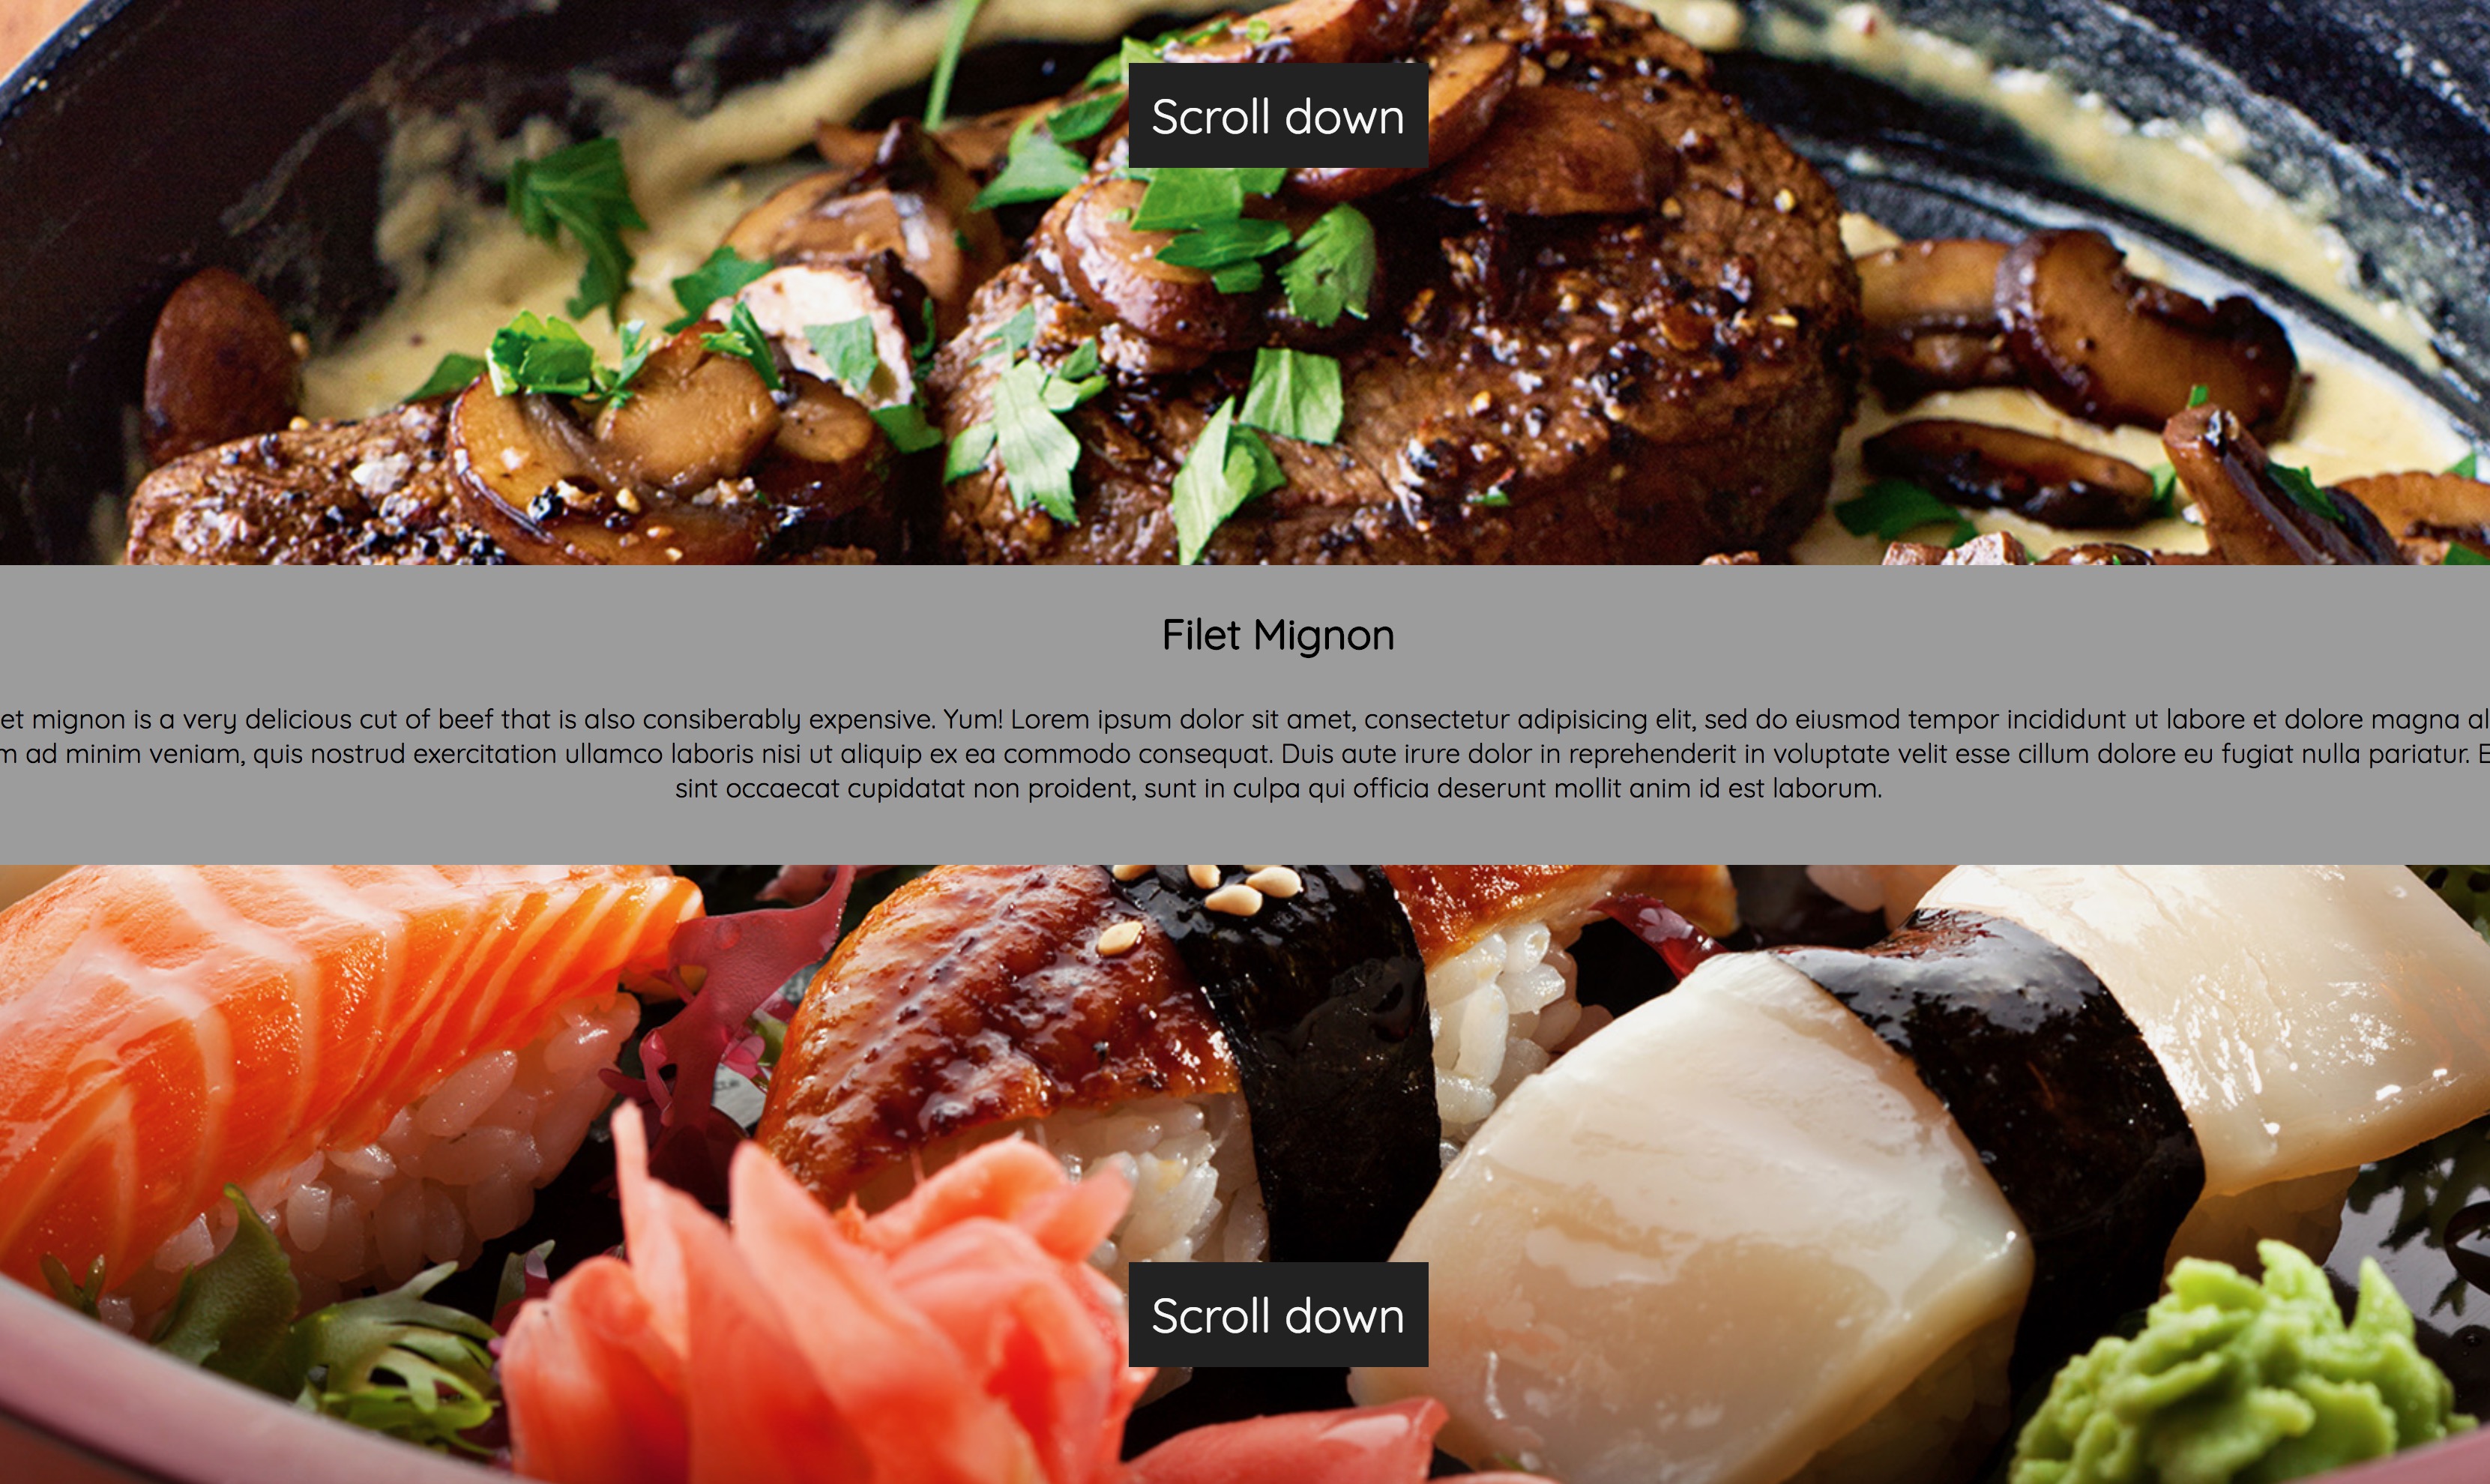 Scroll down
Filet Mignon
et mignon is a very delicious cut of beef that is also consiberably expensive. Yum! Lorem ipsum dolor sit amet, consectetur adipisicing elit, sed do eiusmod tempor incididunt ut labore et dolore magna al
m ad minim veniam, quis nostrud exercitation ullamco laboris nisi ut aliquip ex ea commodo consequat. Duis aute irure dolor in reprehenderit in voluptate velit esse cillum dolore eu fugiat nulla pariatur. E
sint occaecat cupidatat non proident, sunt in culpa qui officia deserunt mollit anim id est laborum.
Scroll down